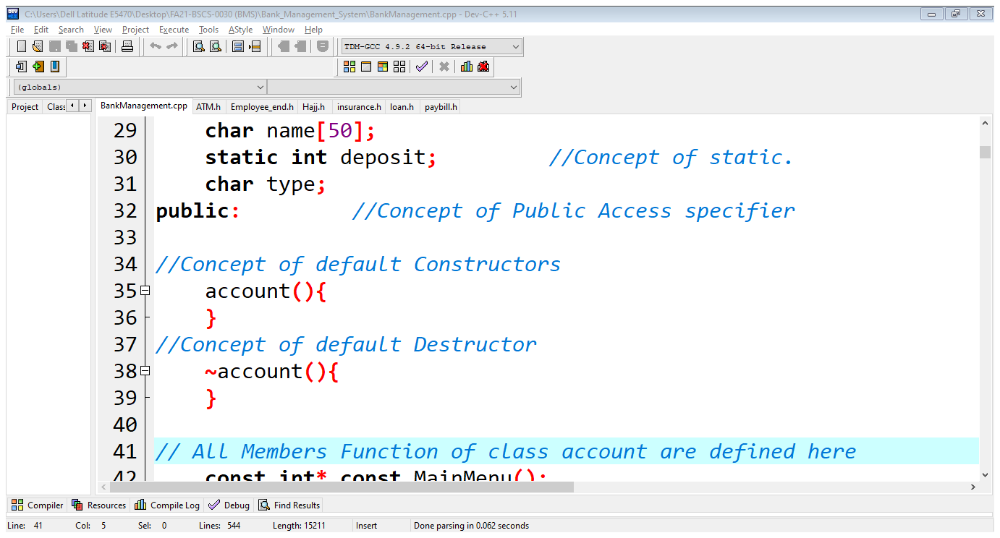 C:\Users\Dell Latitude E5470\Desktop\FA21-BSCS-0030 (BMS)\Bank_Management_System\BankManagement.cpp - Dev-C++ 5.11
File Edit Search View Project Execute Tools AStyle Window Help
TDM-GCC 4.9.2 64-bit Release
(globals)
Project Class BankManagement.cpp ATM.h Employee_end.h Hajj.h insurance.h loan.h paybill.h
29 char name[50];
30 static int deposit; //Concept of static.
31 char type;
32 public: //Concept of Public Access specifier
33
34 //Concept of default Constructors
35 account(){
36 }
37 //Concept of default Destructor
38 ~account(){
39 }
40
41 // All Members Function of class account are defined here
42 const int* const MainMenu();
Compiler Resources Compile Log Debug Find Results
Line: 41 Col: 5 Sel: 0 Lines: 544 Length: 15211 Insert Done parsing in 0.062 seconds